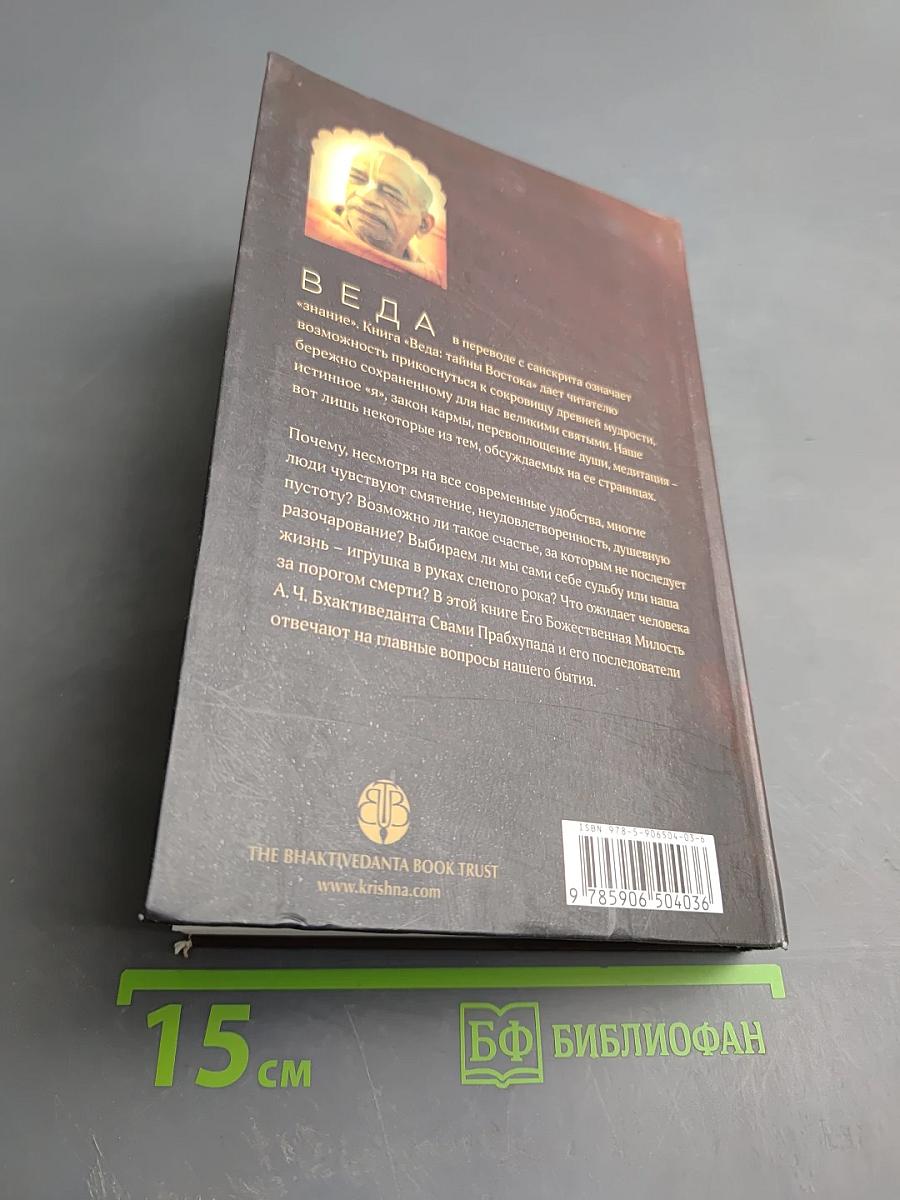 ВЕДА в переводе с санскрита означает
«знание». Книга «Веда: тайны Востока» дает читателю
возможность прикоснуться к сокровищу древней мудрости,
бережно сохраненному для нас великими святыми. Наше
истинное «я», закон кармы, перевоплощение души, медитация –
вот лишь некоторые из тем, обсуждаемых на ее страницах.
Почему, несмотря на все современные удобства, многие
люди чувствуют смятение, неудовлетворенность, душевную
пустоту? Возможно ли такое счастье, за которым не последует
разочарование? Выбираем ли мы сами себе судьбу или наша
жизнь – игрушка в руках слепого рока? Что ожидает человека
за порогом смерти? В этой книге Его Божественная Милость
А. Ч. Бхактиведанта Свами Прабхупада и его последователи
отвечают на главные вопросы нашего бытия.
BTB
THE BHAKTIVEDANTA BOOK TRUST
www.krishna.com
ISBN 978-5-906504-03-6
9 785906 504036
15 см
БФ БИБЛИОФАН